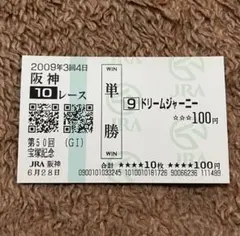 2009年3回4日
阪神
10レース
WIN
単勝
WIN
9 ドリームジャーニー
☆☆☆100円
第50回 (GI)
宝塚記念
JRA 阪神
6月28日
合計 ★★★★10枚 ★★★★100円
JRA